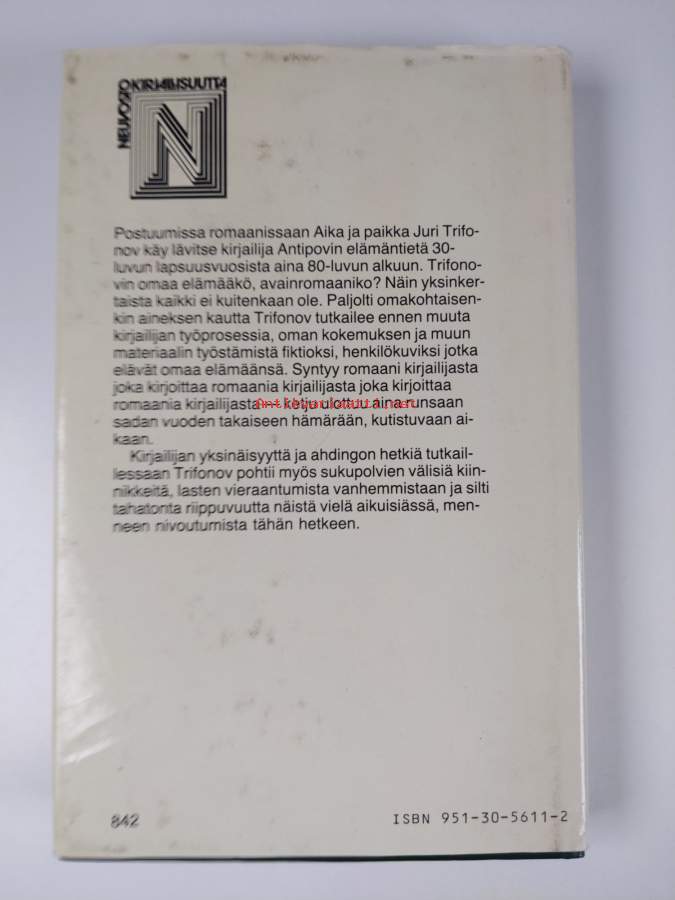 NEUVOSTO
KIRJALLISUUTTA
N
Postuumissa romaanissaan Aika ja paikka Juri Trifo-
nov käy lävitse kirjailija Antipovin elämäntietä 30-
luvun lapsuusvuosista aina 80-luvun alkuun. Trifono-
vin omaa elämääkö, avainromaaniko? Näin yksinker-
taista kaikki ei kuitenkaan ole. Paljolti omakohtaisen-
kin aineksen kautta Trifonov tutkailee ennen muuta
kirjailijan työprosessia, oman kokemuksen ja muun
materiaalin työstämistä fiktioksi, henkilökuviksi jotka
elävät omaa elämäänsä. Syntyy romaani kirjailijasta
joka kirjoittaa romaania kirjailijasta joka kirjoittaa
romaania kirjailijasta – ketju ulottuu aina runsaan
Antikvariaatti.net
sadan vuoden takaiseen hämärään, kutistuvaan ai-
kaan.
Kirjailijan yksinäisyyttä ja ahdingon hetkiä tutkail-
lessaan Trifonov pohtii myös sukupolvien välisiä kiin-
nikkeitä, lasten vieraantumista vanhemmistaan ja silti
tahatonta riippuvuutta näistä vielä aikuisiässä, men-
neen nivoutumista tähän hetkeen.
842
ISBN 951-30-5611-2